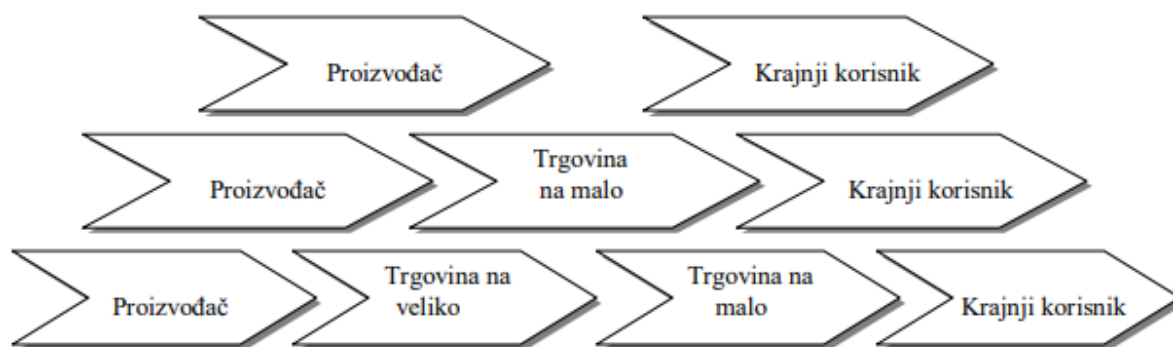 Proizvođač
Krajnji korisnik
Proizvođač
Trgovina
na malo
Krajnji korisnik
Proizvođač
Trgovina na
veliko
Trgovina na
malo
Krajnji korisnik